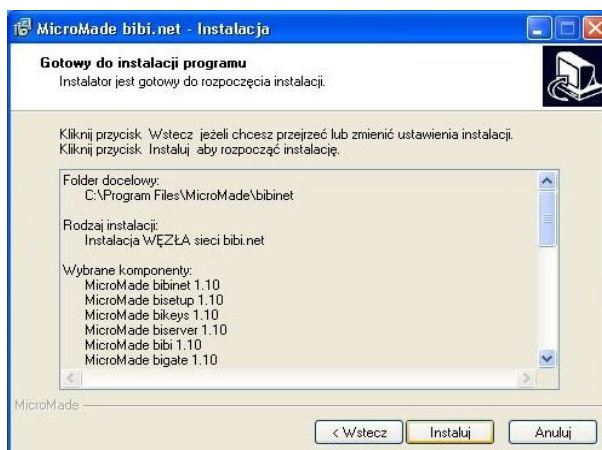 MicroMade bibi.net - Instalacja
Gotowy do instalacji programu
Instalator jest gotowy do rozpoczęcia instalacji.
Kliknij przycisk Wstecz jeżeli chcesz przejrzeć lub zmienić ustawienia instalacji.
Kliknij przycisk Instaluj aby rozpocząć instalację.
Folder docelowy:
C:\Program Files\MicroMade\bibinet
Rodzaj instalacji:
Instalacja WĘZŁA sieci bibi.net
Wybrane komponenty:
MicroMade bibinet 1.10
MicroMade bisetup 1.10
MicroMade bikeys 1.10
MicroMade biserver 1.10
MicroMade bibi 1.10
MicroMade bigate 1.10
MicroMade
< Wstecz Instaluj Anuluj